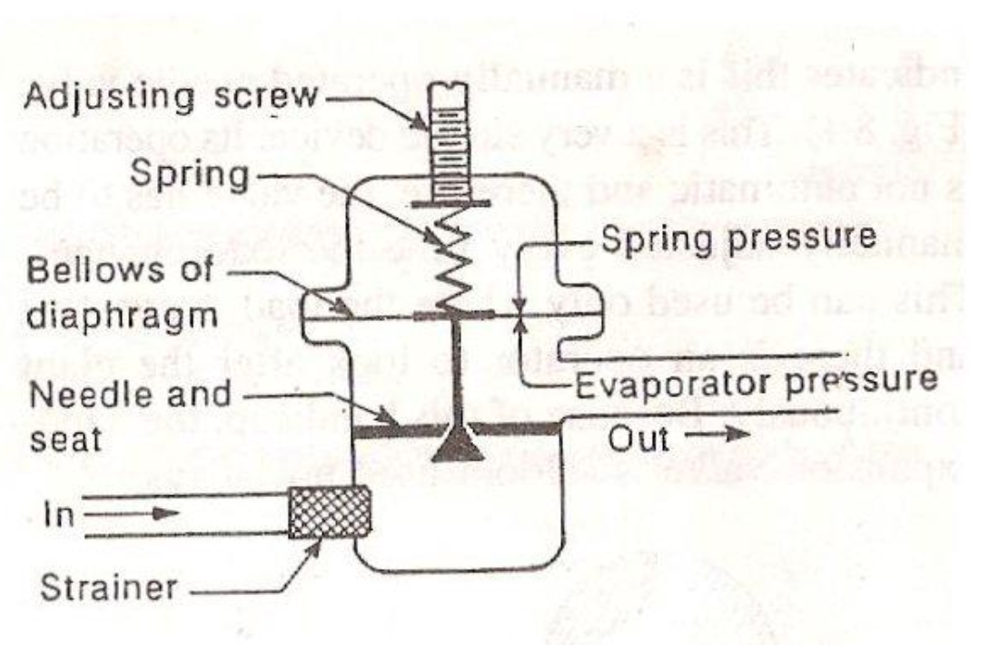 Adjusting screw
Spring
Spring pressure
Bellows of
diaphragm
Evaporator pressure
Needle and
seat
Out
In
Strainer